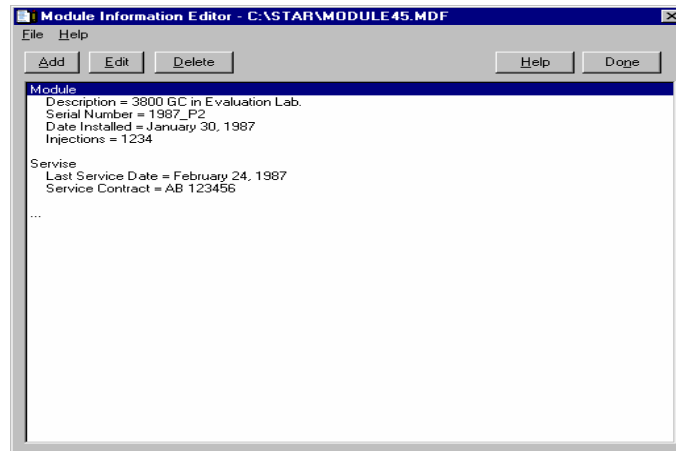 Module Information Editor - C:\STAR\MODULE45.MDF
File Help
Add Edit Delete Help Done
Module
Description = 3800 GC in Evaluation Lab.
Serial Number = 1987_P2
Date Installed = January 30, 1987
Injections = 1234
Servise
Last Service Date = February 24, 1987
Service Contract = AB 123456
...